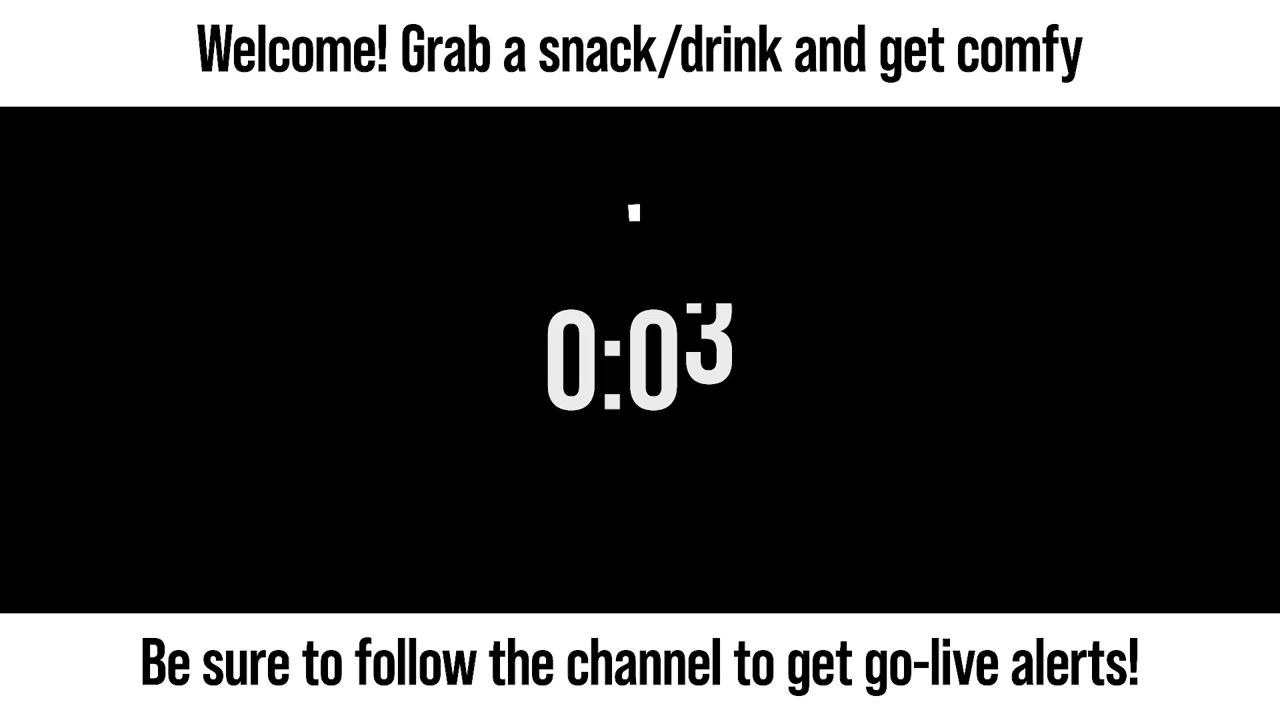 Welcome! Grab a snack/drink and get comfy
0:03
Be sure to follow the channel to get go-live alerts!